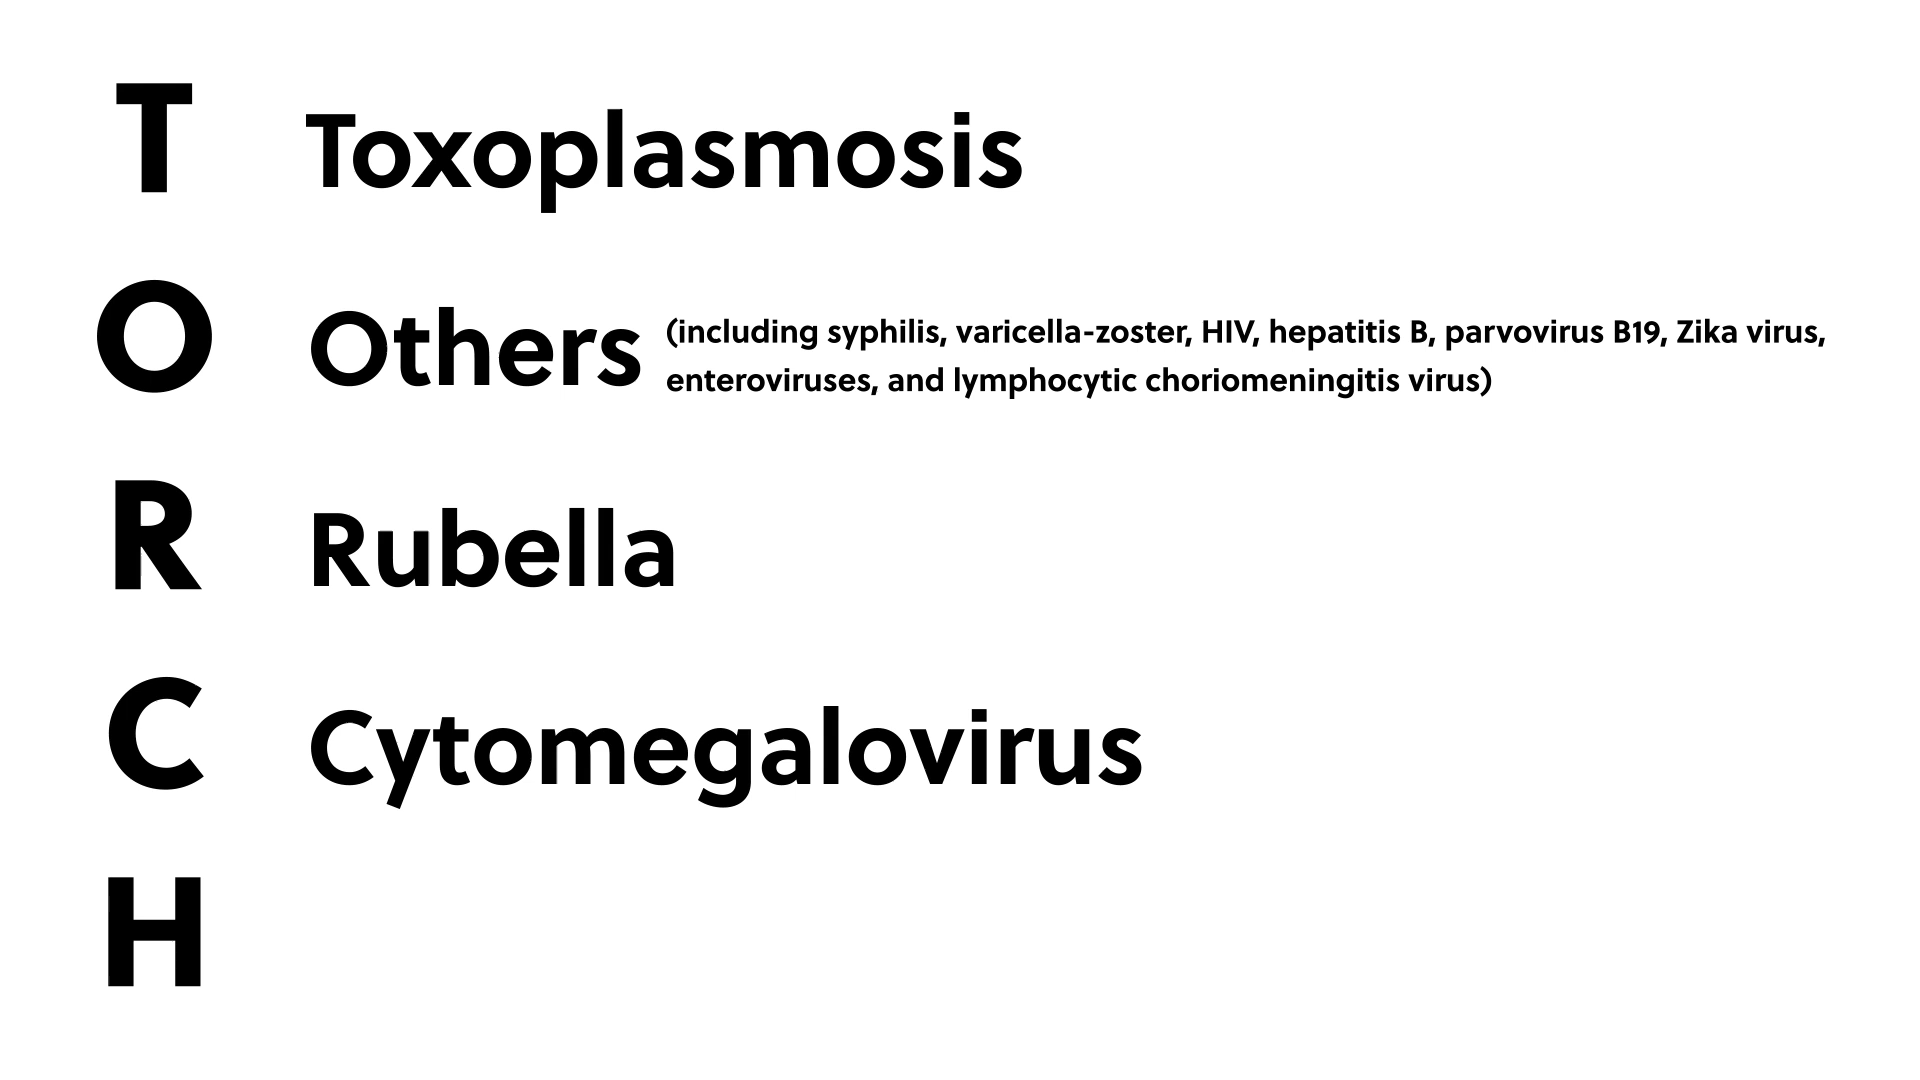 T Toxoplasmosis
O Others (including syphilis, varicella-zoster, HIV, hepatitis B, parvovirus B19, Zika virus,
enteroviruses, and lymphocytic choriomeningitis virus)
R Rubella
C Cytomegalovirus
H